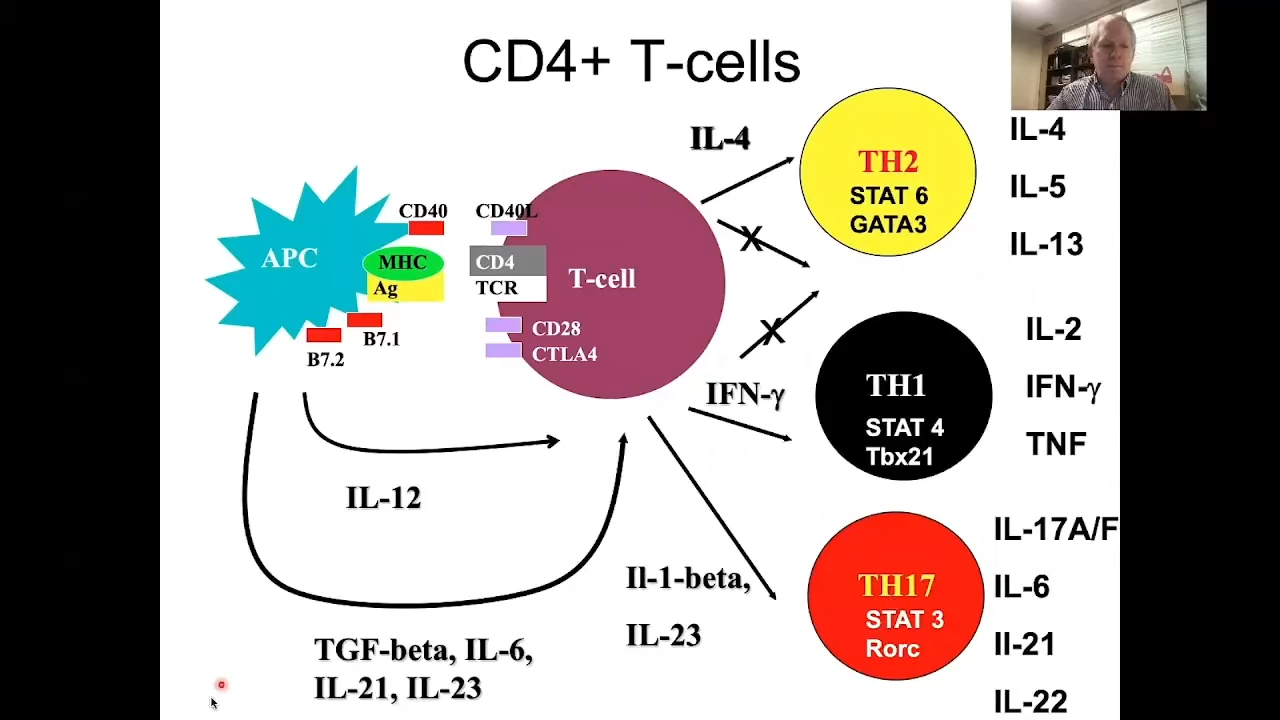 CD4+ T-cells
IL-4
TH2
STAT 6
GATA3
IL-4
IL-5
IL-13
CD40
CD40L
APC
MHC
Ag
CD4
TCR
T-cell
B7.1
B7.2
CD28
CTLA4
X
X
IFN-γ
TH1
STAT 4
Tbx21
IL-2
IFN-γ
TNF
IL-12
TGF-beta, IL-6,
IL-21, IL-23
Il-1-beta,
IL-23
TH17
STAT 3
Rorc
IL-17A/F
IL-6
Il-21
IL-22